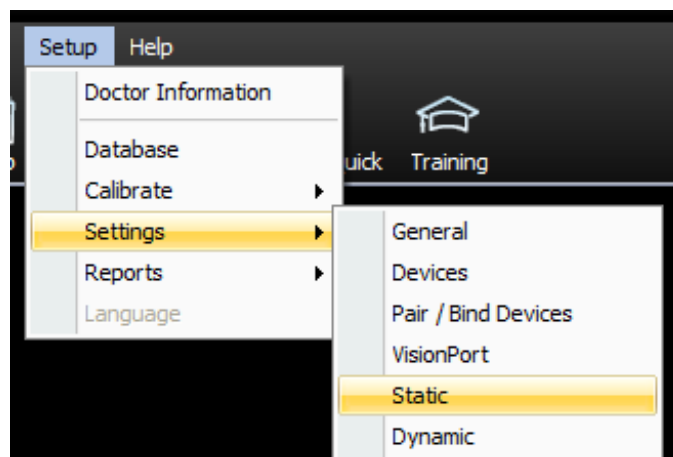 Setup Help
Doctor Information
Database
uick Training
Calibrate
Settings
General
Reports
Devices
Language
Pair / Bind Devices
VisionPort
Static
Dynamic